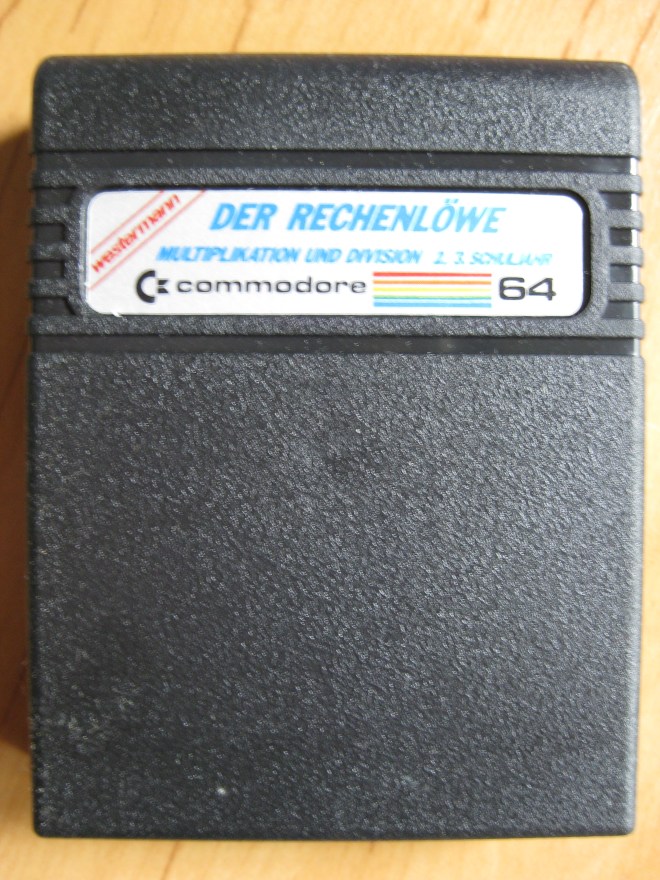 westermann
DER RECHENLÖWE
MULTIPLIKATION UND DIVISION 2. 3. SCHULJAHR
commodore 64